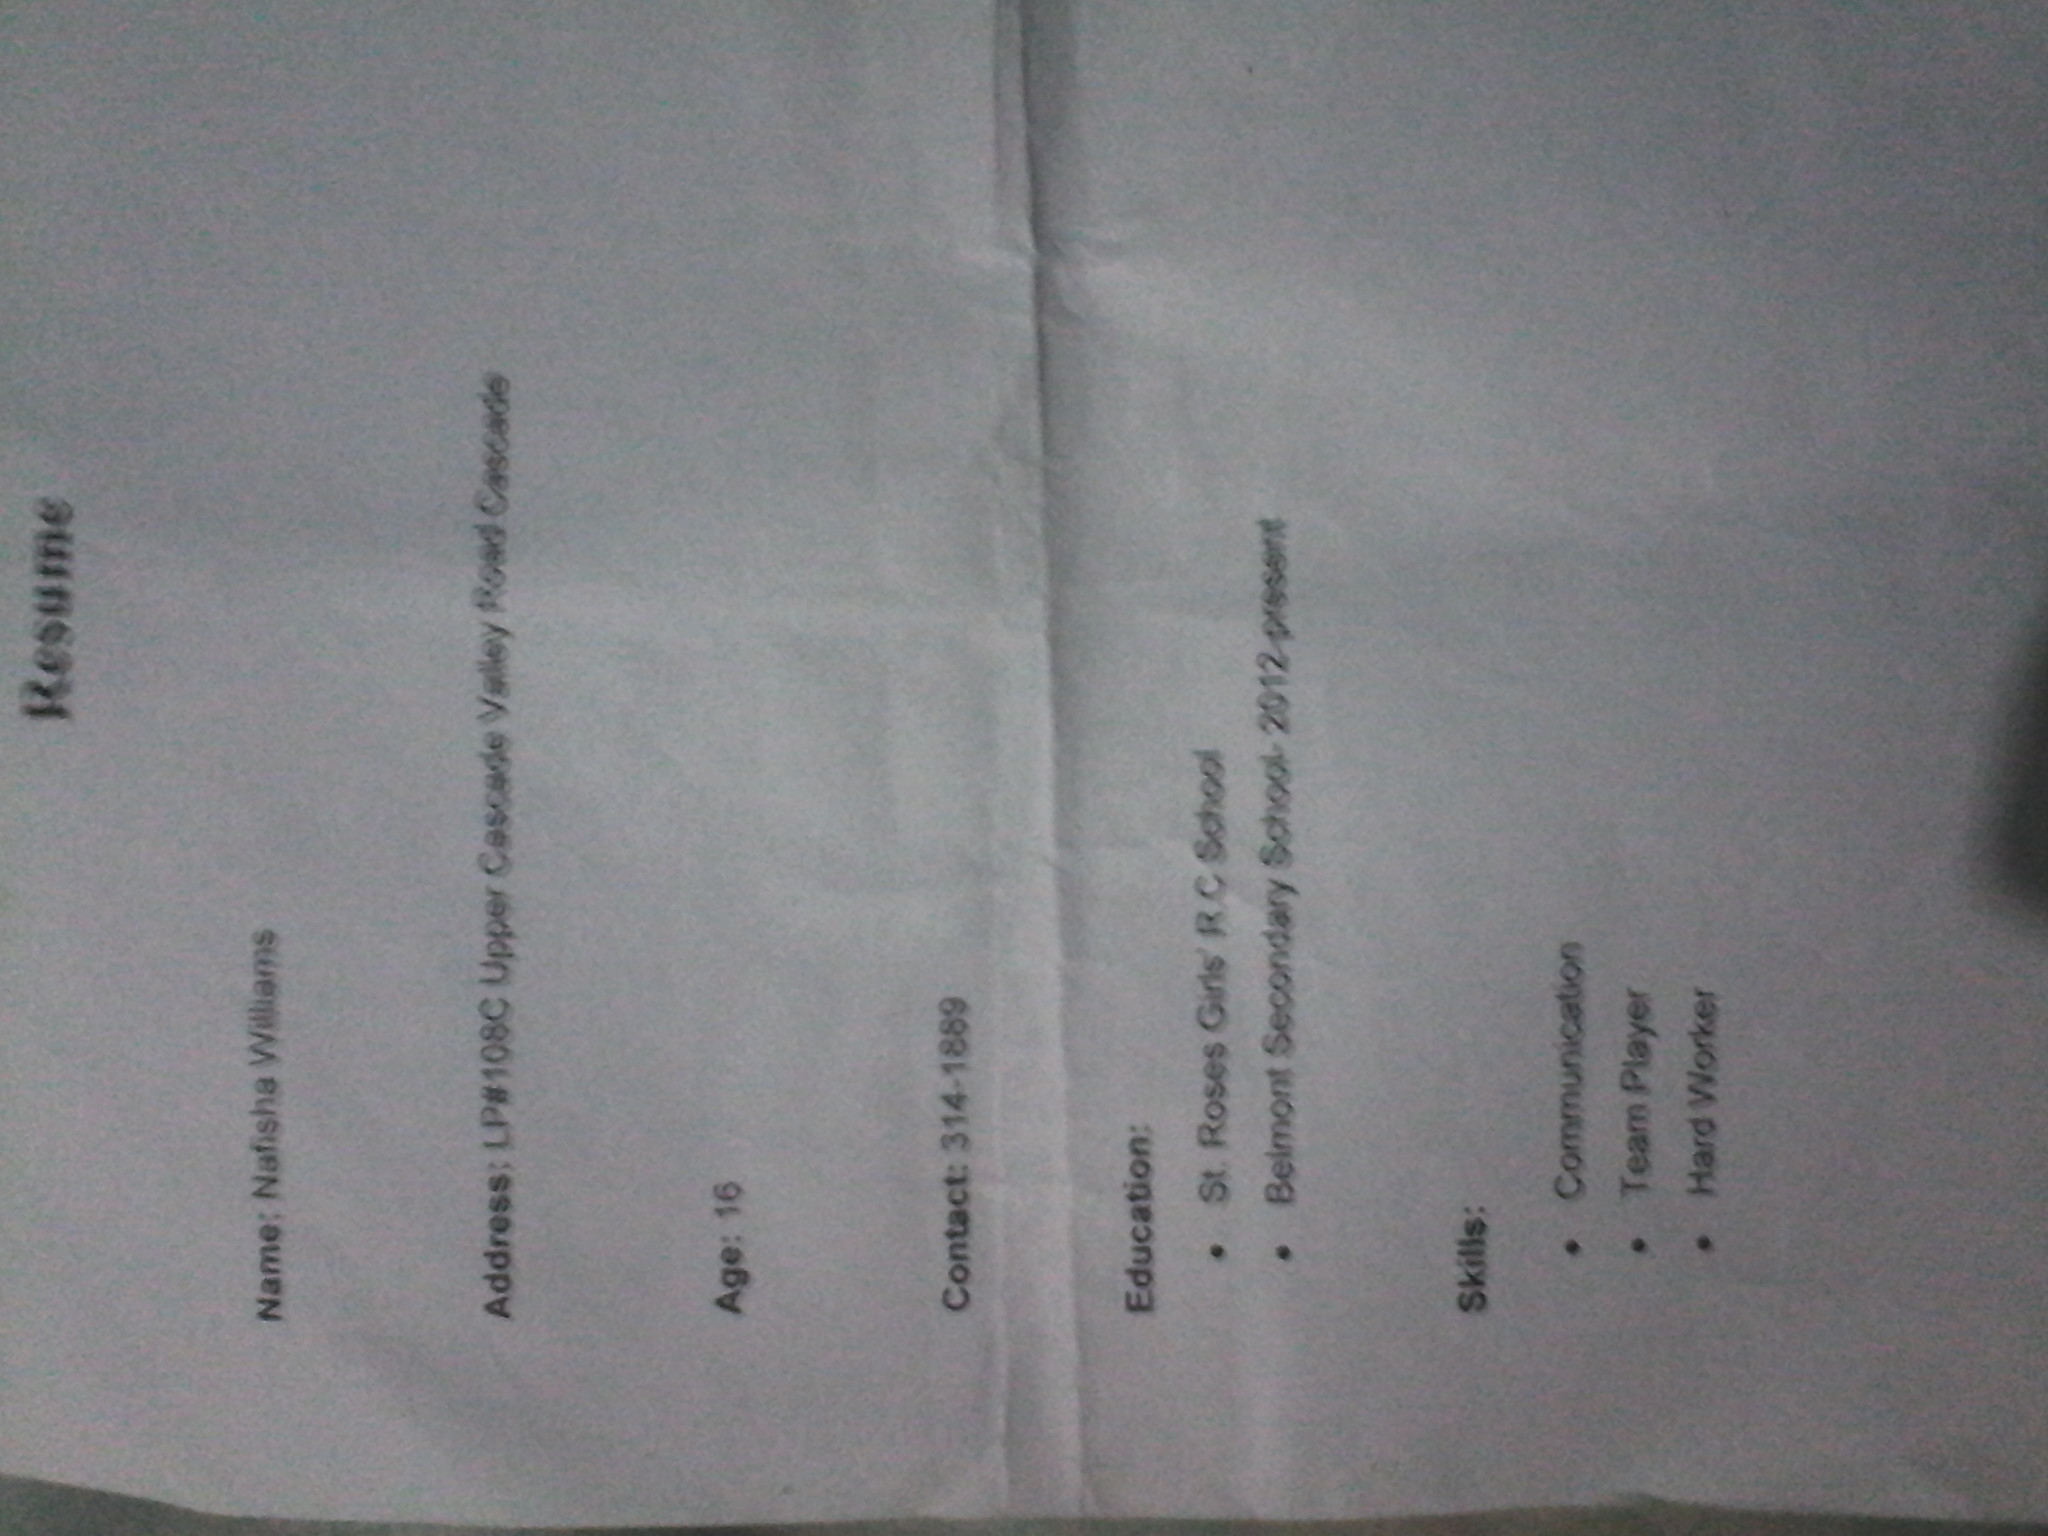 Resume
Name: Nafisha Williams
Address: LP#108C Upper Cascade Valley Road Cascade
Age: 16
Contact: 314-1889
Education:
• St. Roses Girls' R C School
• Belmont Secondary School- 2012-present
Skills:
• Communication
• Team Player
• Hard Worker